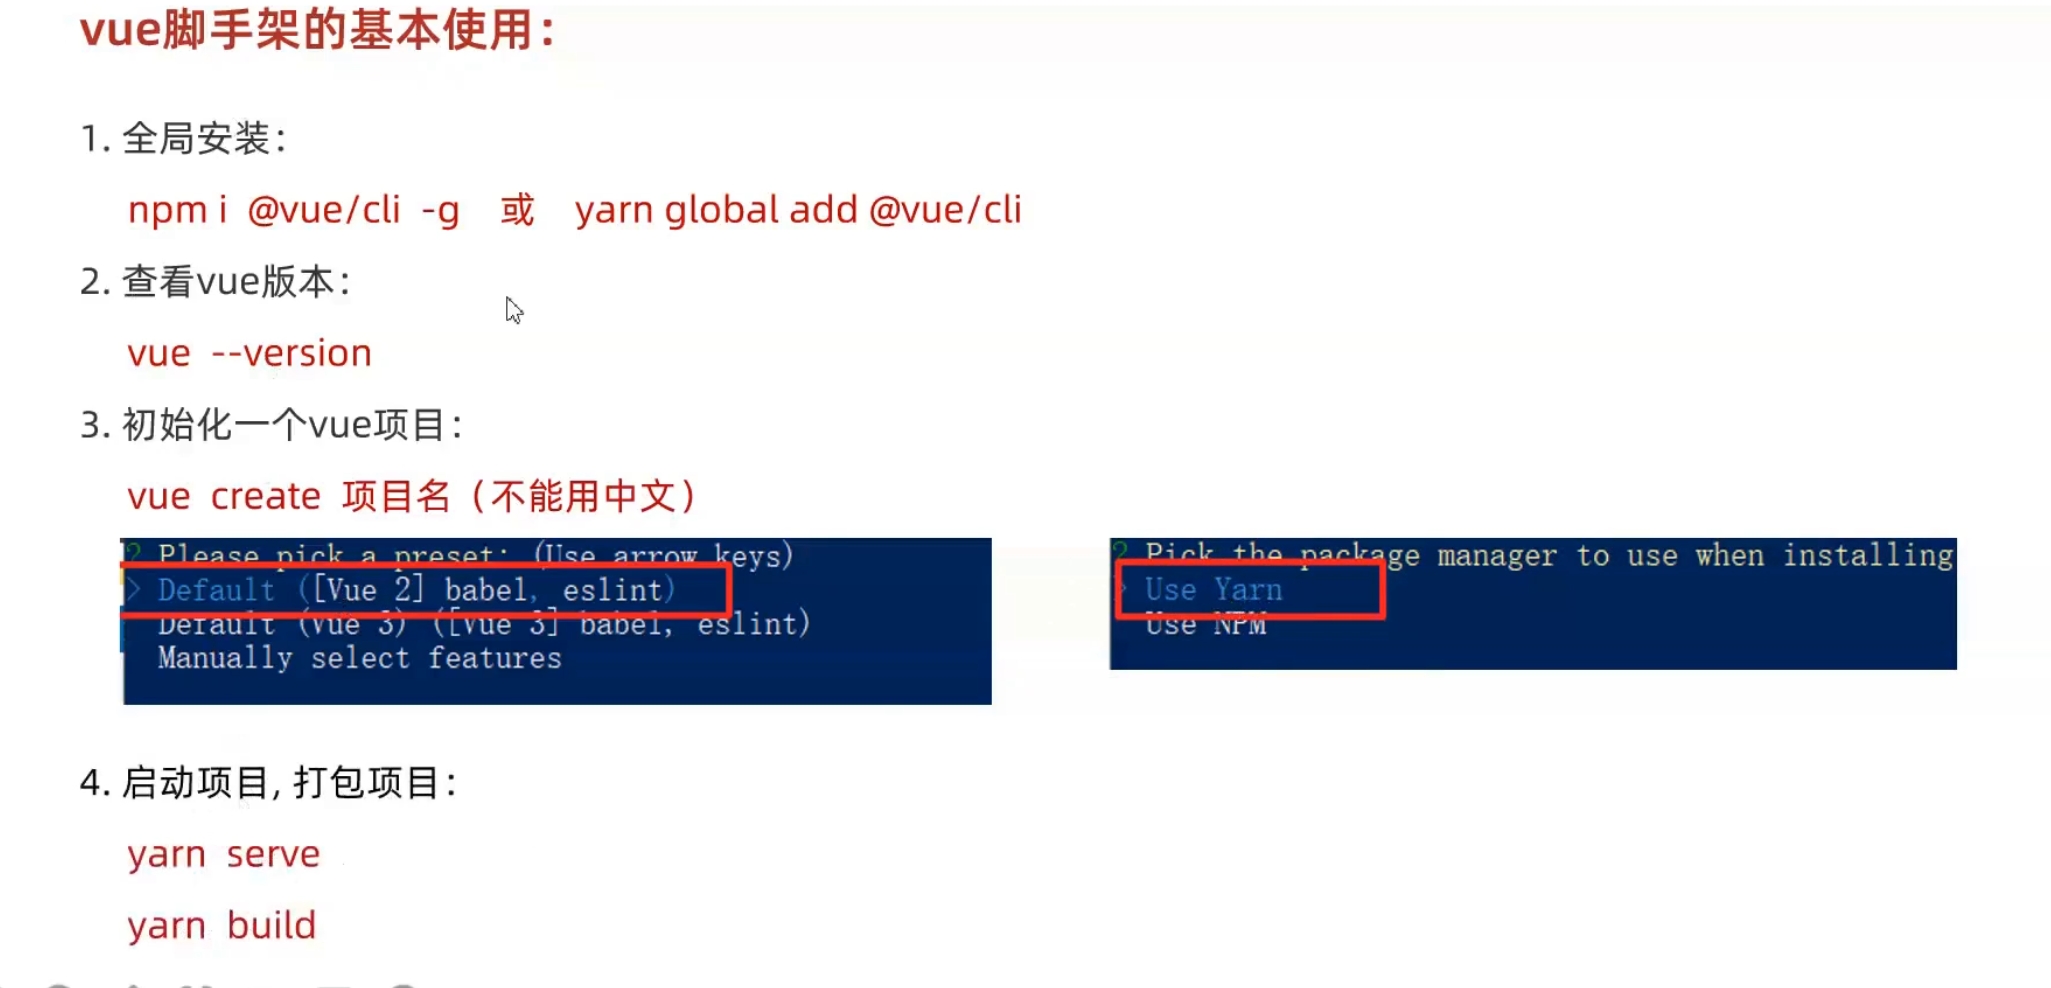 vue脚手架的基本使用：
1. 全局安装：
npm i @vue/cli -g 或 yarn global add @vue/cli
2. 查看vue版本：
vue --version
3. 初始化一个vue项目：
vue create 项目名（不能用中文）
? Please pick a preset: (Use arrow keys)
> Default ([Vue 2] babel, eslint)
Default (Vue 3) ([Vue 3] babel, eslint)
Manually select features
? Pick the package manager to use when installing
> Use Yarn
Use NPM
4. 启动项目, 打包项目：
yarn serve
yarn build